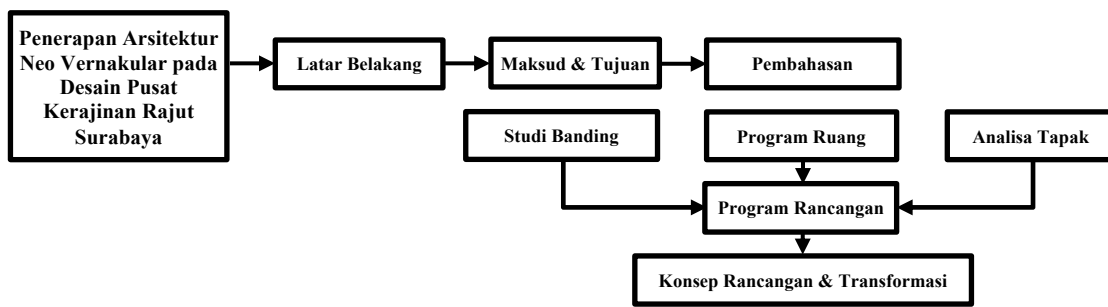 Penerapan Arsitektur
Neo Vernakular pada
Desain Pusat
Kerajinan Rajut
Surabaya
Latar Belakang
Maksud & Tujuan
Pembahasan
Studi Banding
Program Ruang
Analisa Tapak
Program Rancangan
Konsep Rancangan & Transformasi